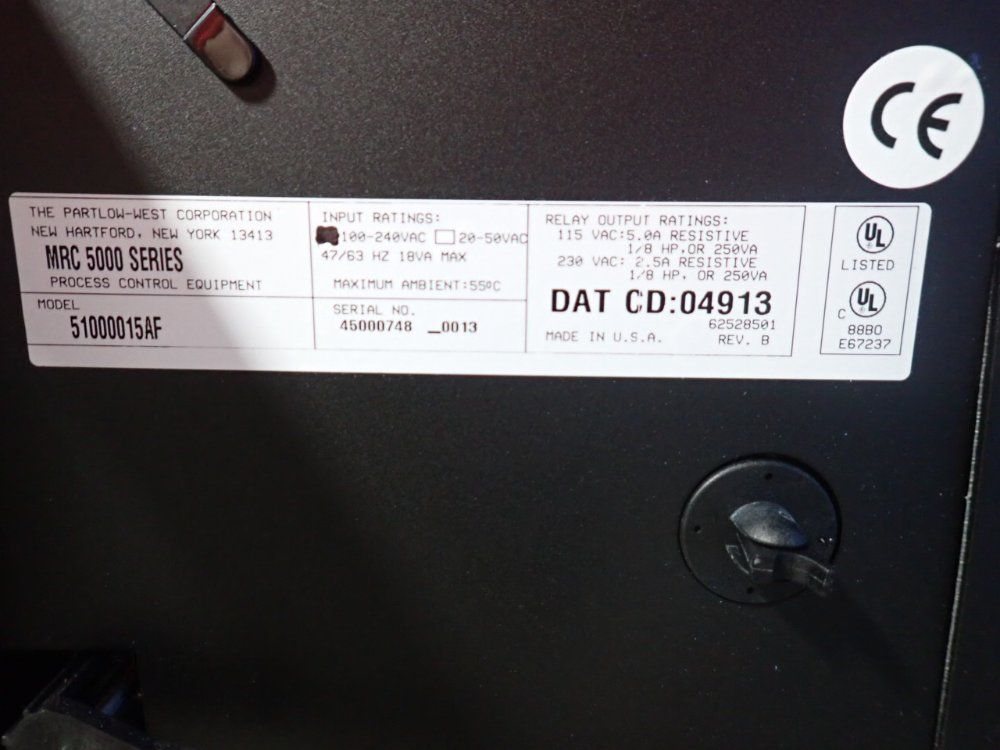 CE
THE PARTLOW-WEST CORPORATION
NEW HARTFORD, NEW YORK 13413
MRC 5000 SERIES
PROCESS CONTROL EQUIPMENT
MODEL
51000015AF
INPUT RATINGS:
100-240VAC 20-50VAC
47/63 HZ 18VA MAX
MAXIMUM AMBIENT:55ºC
SERIAL NO.
45000748 _0013
RELAY OUTPUT RATINGS:
115 VAC:5.0A RESISTIVE
1/8 HP.OR 250VA
230 VAC: 2.5A RESISTIVE
1/8 HP. OR 250VA
DAT CD:04913
62528501
MADE IN U.S.A. REV. B
UL
LISTED
C UL
88B0
E67237